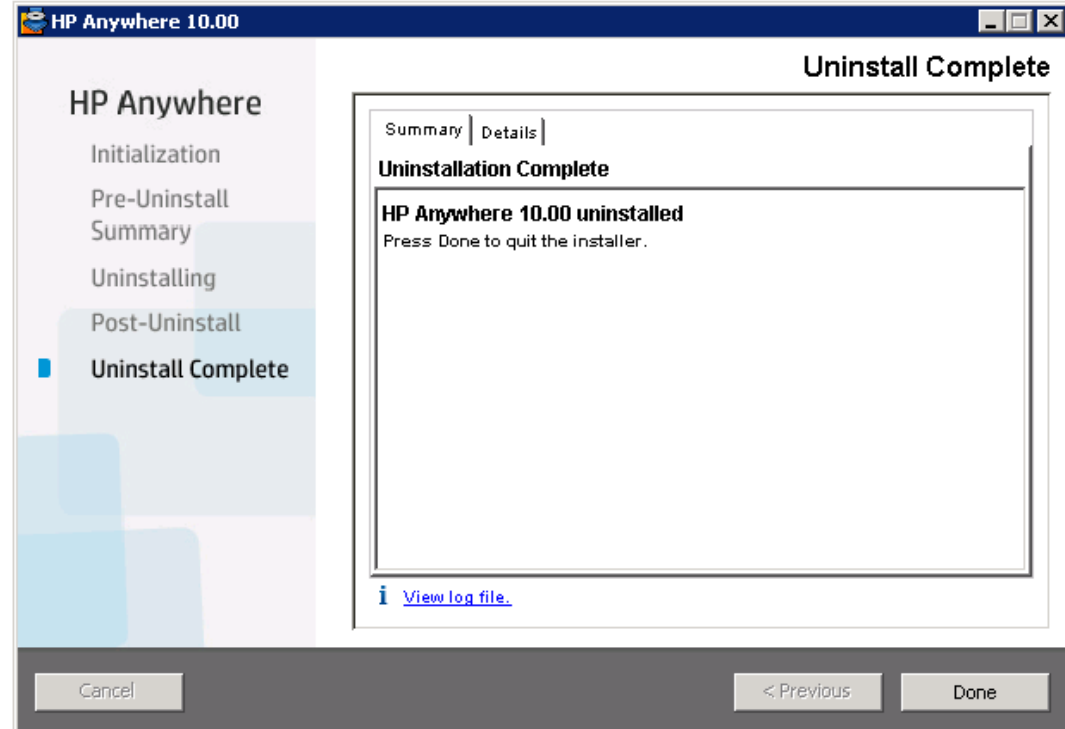 HP Anywhere 10.00
Uninstall Complete
HP Anywhere
Initialization
Pre-Uninstall
Summary
Uninstalling
Post-Uninstall
Uninstall Complete
Summary Details
Uninstallation Complete
HP Anywhere 10.00 uninstalled
Press Done to quit the installer.
i View log file.
Cancel < Previous Done